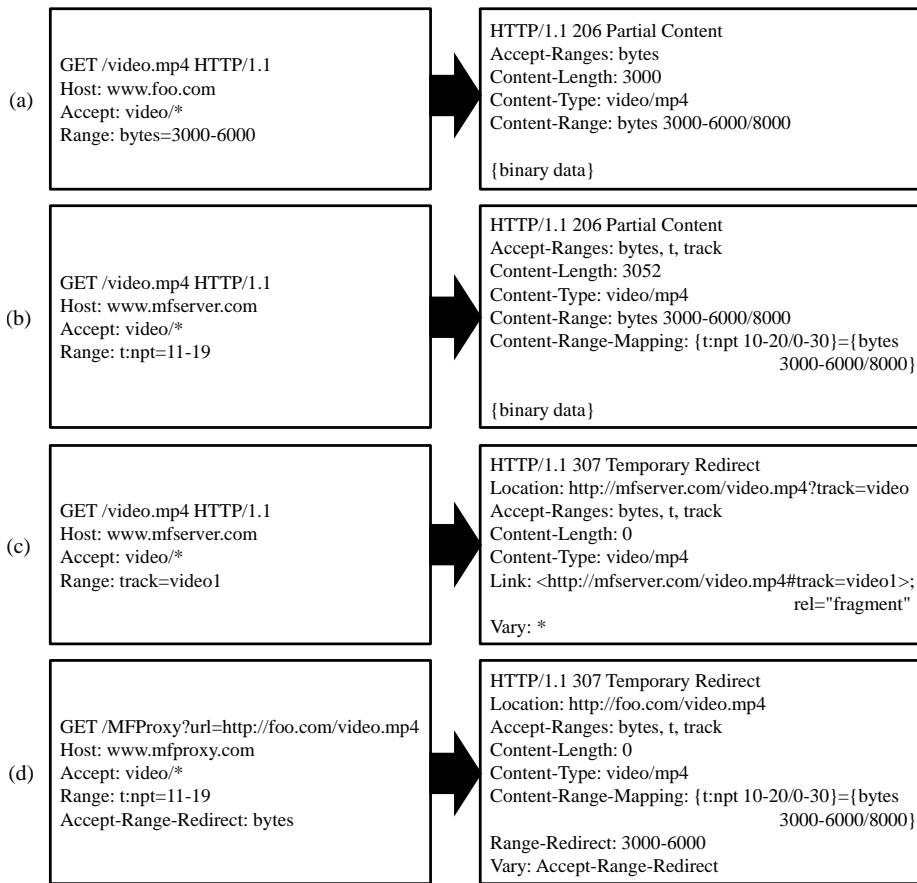 (a)
GET /video.mp4 HTTP/1.1
Host: www.foo.com
Accept: video/*
Range: bytes=3000-6000
HTTP/1.1 206 Partial Content
Accept-Ranges: bytes
Content-Length: 3000
Content-Type: video/mp4
Content-Range: bytes 3000-6000/8000
{binary data}
(b)
GET /video.mp4 HTTP/1.1
Host: www.mfserver.com
Accept: video/*
Range: t:npt=11-19
HTTP/1.1 206 Partial Content
Accept-Ranges: bytes, t, track
Content-Length: 3052
Content-Type: video/mp4
Content-Range: bytes 3000-6000/8000
Content-Range-Mapping: {t:npt 10-20/0-30}={bytes
3000-6000/8000}
{binary data}
(c)
GET /video.mp4 HTTP/1.1
Host: www.mfserver.com
Accept: video/*
Range: track=video1
HTTP/1.1 307 Temporary Redirect
Location: http://mfserver.com/video.mp4?track=video
Accept-Ranges: bytes, t, track
Content-Length: 0
Content-Type: video/mp4
Link: <http://mfserver.com/video.mp4#track=video1>;
rel="fragment"
Vary: *
(d)
GET /MFProxy?url=http://foo.com/video.mp4
Host: www.mfproxy.com
Accept: video/*
Range: t:npt=11-19
Accept-Range-Redirect: bytes
HTTP/1.1 307 Temporary Redirect
Location: http://foo.com/video.mp4
Accept-Ranges: bytes, t, track
Content-Length: 0
Content-Type: video/mp4
Content-Range-Mapping: {t:npt 10-20/0-30}={bytes
3000-6000/8000}
Range-Redirect: 3000-6000
Vary: Accept-Range-Redirect